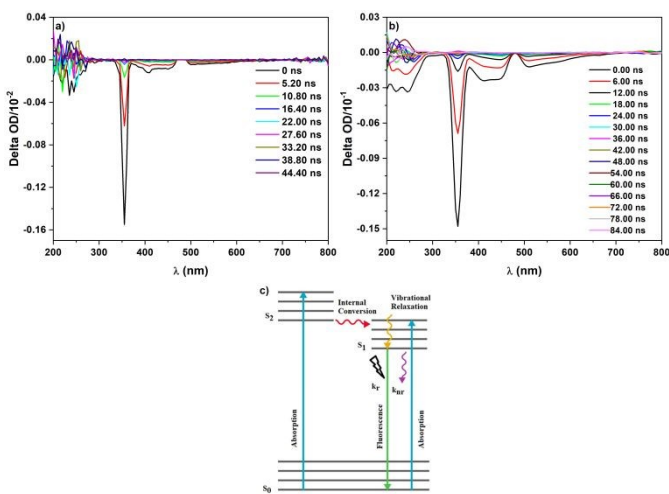 a)
0.00
-0.04
-0.08
-0.12
-0.16
Delta OD/10⁻²
200 300 400 500 600 700 800
λ (nm)
0 ns
5.20 ns
10.80 ns
16.40 ns
22.00 ns
27.60 ns
33.20 ns
38.80 ns
44.40 ns
b)
0.03
0.00
-0.03
-0.06
-0.09
-0.12
-0.15
Delta OD/10⁻¹
200 300 400 500 600 700 800
λ (nm)
0.00 ns
6.00 ns
12.00 ns
18.00 ns
24.00 ns
30.00 ns
36.00 ns
42.00 ns
48.00 ns
54.00 ns
60.00 ns
66.00 ns
72.00 ns
78.00 ns
84.00 ns
c)
S₂
Internal
Conversion
Vibrational
Relaxation
S₁
kᵣ
kₙᵣ
Absorption
Fluorescence
Absorption
S₀